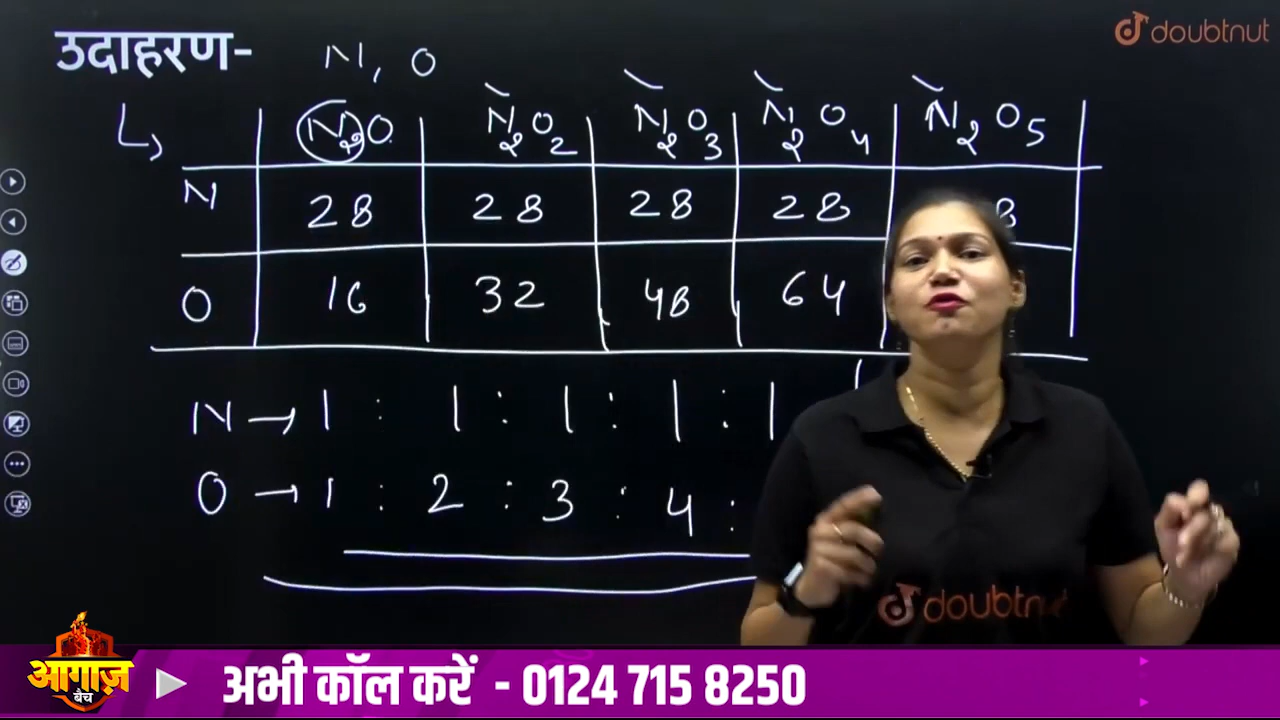 उदाहरण- N, O
doubtnut
N₂O N₂O₂ N₂O₃ N₂O₄ N₂O₅
N 28 28 28 28 8
O 16 32 48 64
N → 1 : 1 : 1 : 1 : 1
O → 1 : 2 : 3 : 4 :
doubtnut
आगाज़
बैच
अभी कॉल करें - 0124 715 8250